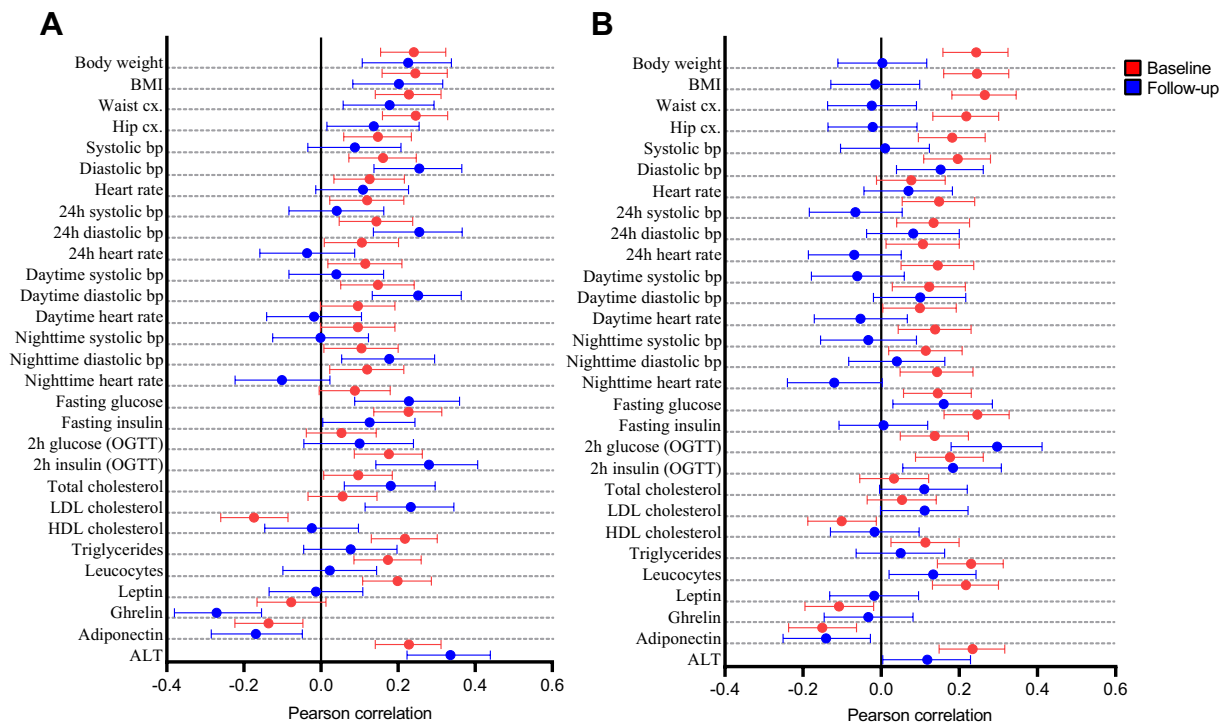 A
Body weight
BMI
Waist cx.
Hip cx.
Systolic bp
Diastolic bp
Heart rate
24h systolic bp
24h diastolic bp
24h heart rate
Daytime systolic bp
Daytime diastolic bp
Daytime heart rate
Nighttime systolic bp
Nighttime diastolic bp
Nighttime heart rate
Fasting glucose
Fasting insulin
2h glucose (OGTT)
2h insulin (OGTT)
Total cholesterol
LDL cholesterol
HDL cholesterol
Triglycerides
Leucocytes
Leptin
Ghrelin
Adiponectin
ALT
-0.4 -0.2 0.0 0.2 0.4 0.6
Pearson correlation
B
Body weight
BMI
Waist cx.
Hip cx.
Systolic bp
Diastolic bp
Heart rate
24h systolic bp
24h diastolic bp
24h heart rate
Daytime systolic bp
Daytime diastolic bp
Daytime heart rate
Nighttime systolic bp
Nighttime diastolic bp
Nighttime heart rate
Fasting glucose
Fasting insulin
2h glucose (OGTT)
2h insulin (OGTT)
Total cholesterol
LDL cholesterol
HDL cholesterol
Triglycerides
Leucocytes
Leptin
Ghrelin
Adiponectin
ALT
-0.4 -0.2 0.0 0.2 0.4 0.6
Pearson correlation
Baseline
Follow-up